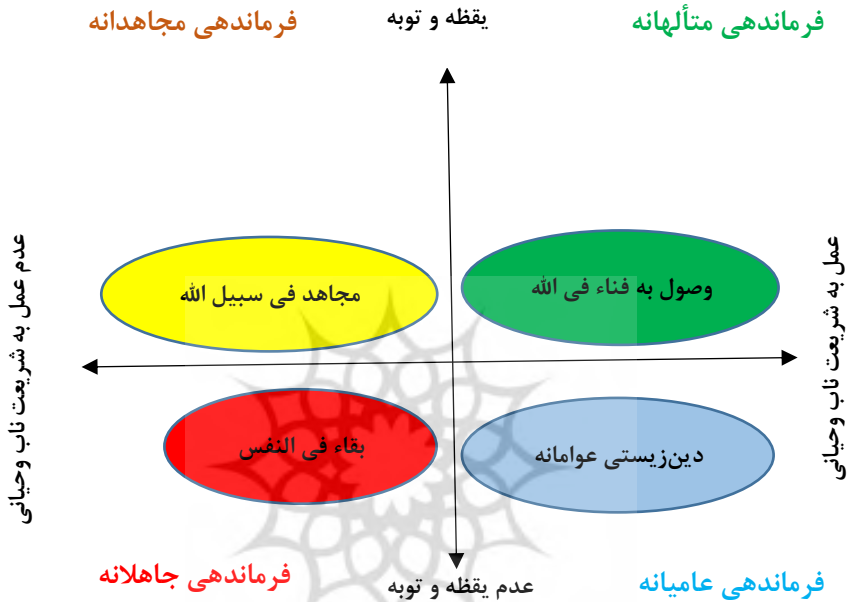 فرماندهی متألهانه
یقظه و توبه
فرماندهی مجاهدانه
عمل به شریعت ناب وحیانی
وصول به فناء فی الله
مجاهد فی سبیل الله
عدم عمل به شریعت ناب وحیانی
دین‌زیستی عوامانه
بقاء فی النفس
فرماندهی عامیانه
عدم یقظه و توبه
فرماندهی جاهلانه